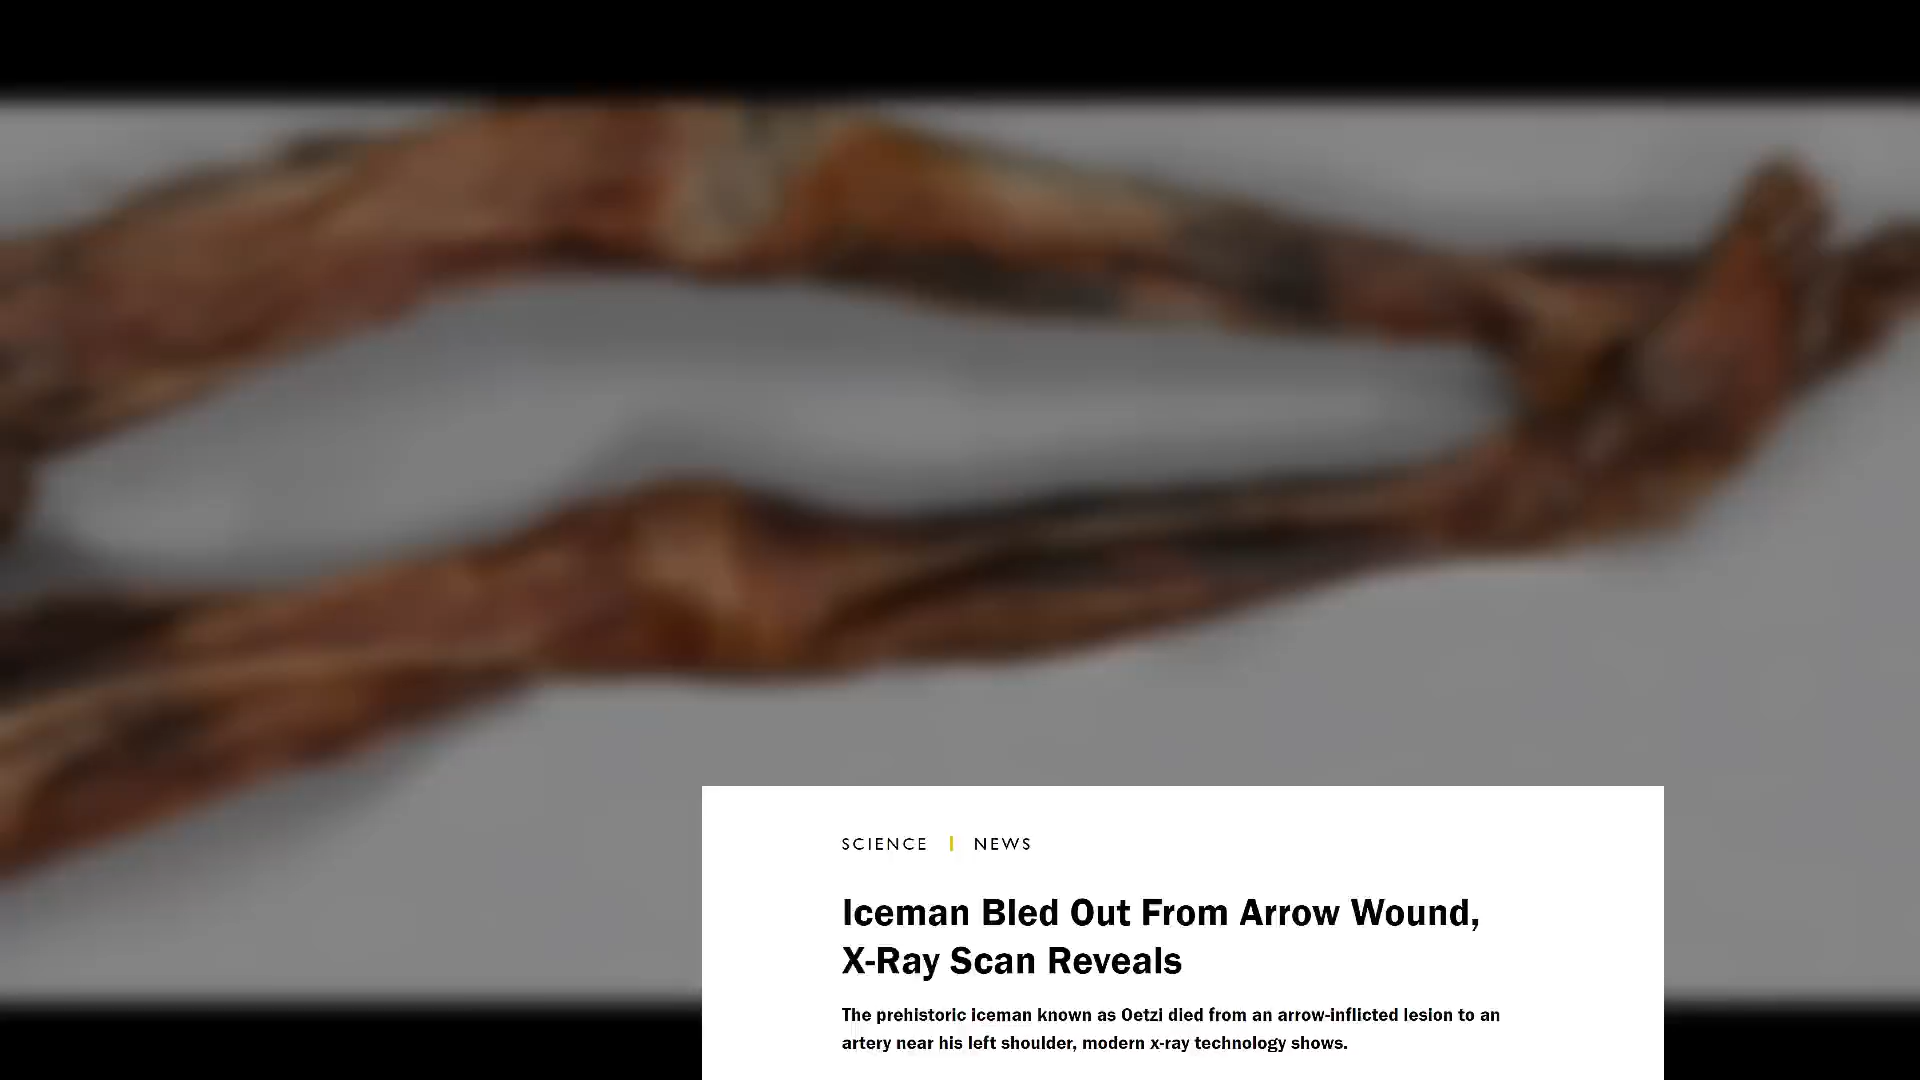 SCIENCE | NEWS
Iceman Bled Out From Arrow Wound,
X-Ray Scan Reveals
The prehistoric iceman known as Oetzi died from an arrow-inflicted lesion to an
artery near his left shoulder, modern x-ray technology shows.